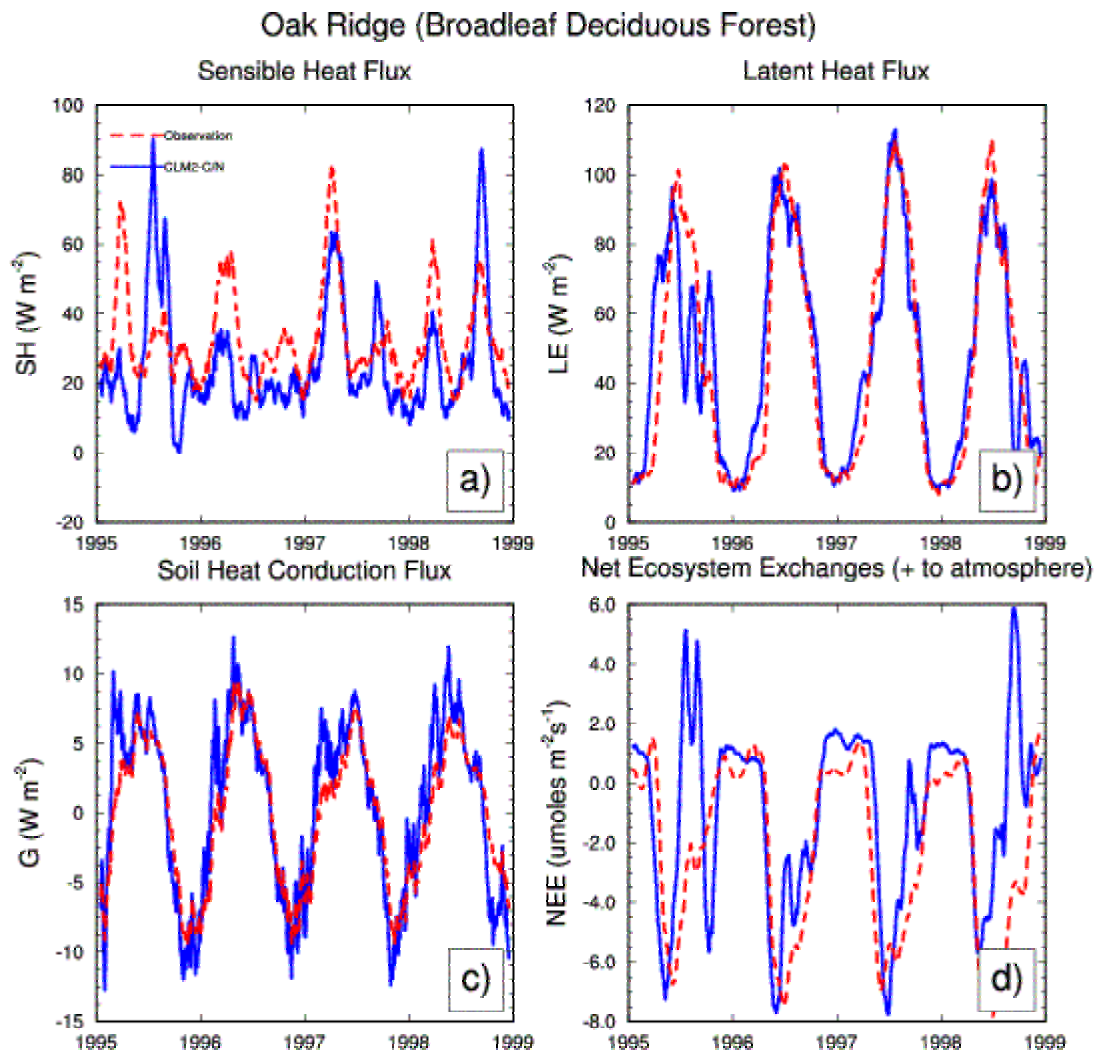 Oak Ridge (Broadleaf Deciduous Forest)
Sensible Heat Flux
100
80
60
40
20
0
-20
SH (W m-2)
Observation
CLM2-C/N
a)
1995 1996 1997 1998 1999
Latent Heat Flux
120
100
80
60
40
20
0
LE (W m-2)
b)
1995 1996 1997 1998 1999
Soil Heat Conduction Flux
15
10
5
0
-5
-10
-15
G (W m-2)
c)
1995 1996 1997 1998 1999
Net Ecosystem Exchanges (+ to atmosphere)
6.0
4.0
2.0
0.0
-2.0
-4.0
-6.0
-8.0
NEE (umoles m-2s-1)
d)
1995 1996 1997 1998 1999